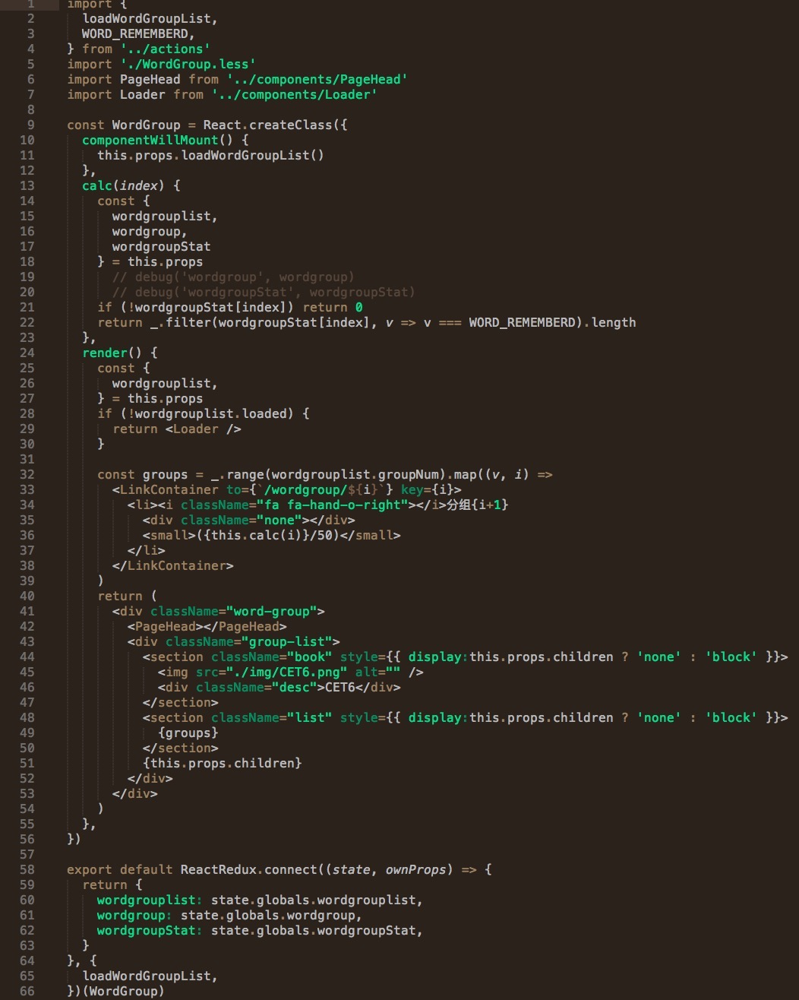 1 import {
2 loadWordGroupList,
3 WORD_REMEMBERD,
4 } from '../actions'
5 import './WordGroup.less'
6 import PageHead from '../components/PageHead'
7 import Loader from '../components/Loader'
8
9 const WordGroup = React.createClass({
10 componentWillMount() {
11 this.props.loadWordGroupList()
12 },
13 calc(index) {
14 const {
15 wordgrouplist,
16 wordgroup,
17 wordgroupStat
18 } = this.props
19 // debug('wordgroup', wordgroup)
20 // debug('wordgroupStat', wordgroupStat)
21 if (!wordgroupStat[index]) return 0
22 return _.filter(wordgroupStat[index], v => v === WORD_REMEMBERD).length
23 },
24 render() {
25 const {
26 wordgrouplist,
27 } = this.props
28 if (!wordgrouplist.loaded) {
29 return <Loader />
30 }
31
32 const groups = _.range(wordgrouplist.groupNum).map((v, i) =>
33 <LinkContainer to={`/wordgroup/${i}`} key={i}>
34 <li><i className="fa fa-hand-o-right"></i>分组{i+1}
35 <div className="none"></div>
36 <small>({this.calc(i)}/50)</small>
37 </li>
38 </LinkContainer>
39 )
40 return (
41 <div className="word-group">
42 <PageHead></PageHead>
43 <div className="group-list">
44 <section className="book" style={{ display:this.props.children ? 'none' : 'block' }}>
45 <img src="./img/CET6.png" alt="" />
46 <div className="desc">CET6</div>
47 </section>
48 <section className="list" style={{ display:this.props.children ? 'none' : 'block' }}>
49 {groups}
50 </section>
51 {this.props.children}
52 </div>
53 </div>
54 )
55 },
56 })
57
58 export default ReactRedux.connect((state, ownProps) => {
59 return {
60 wordgrouplist: state.globals.wordgrouplist,
61 wordgroup: state.globals.wordgroup,
62 wordgroupStat: state.globals.wordgroupStat,
63 }
64 }, {
65 loadWordGroupList,
66 })(WordGroup)